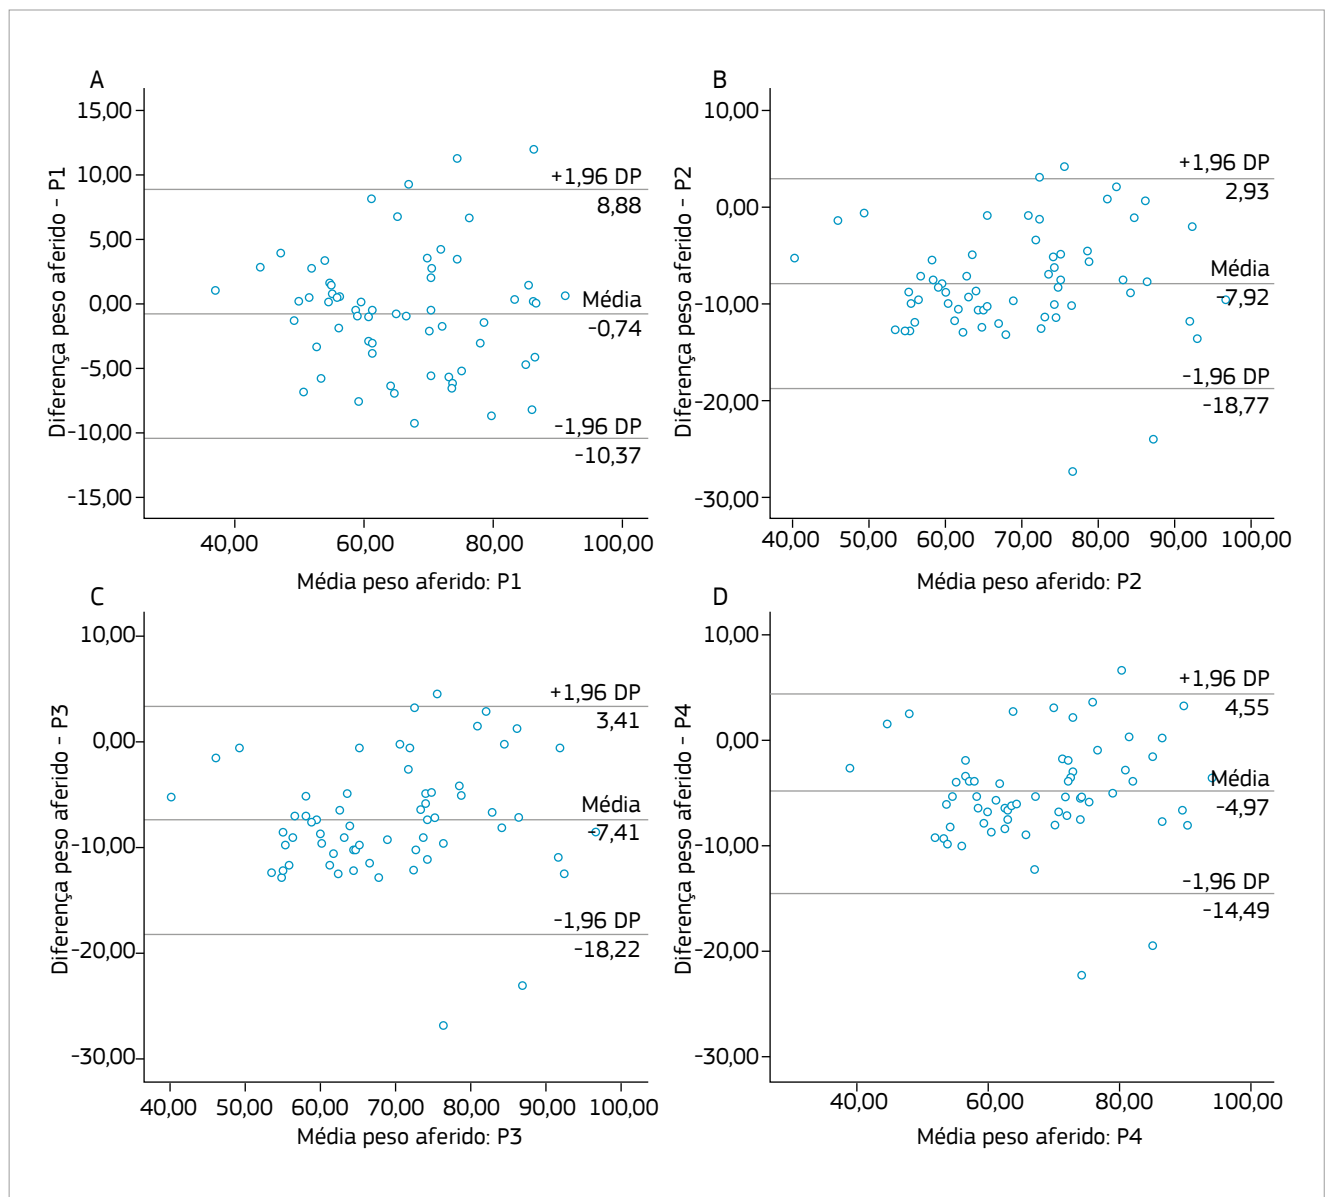 A
Diferença peso aferido - P1
15,00
10,00
5,00
0,00
-5,00
-10,00
-15,00
+1,96 DP
8,88
Média
-0,74
-1,96 DP
-10,37
40,00 60,00 80,00 100,00
Média peso aferido: P1
B
Diferença peso aferido - P2
10,00
0,00
-10,00
-20,00
-30,00
+1,96 DP
2,93
Média
-7,92
-1,96 DP
-18,77
40,00 50,00 60,00 70,00 80,00 90,00 100,00
Média peso aferido: P2
C
Diferença peso aferido - P3
10,00
0,00
-10,00
-20,00
-30,00
+1,96 DP
3,41
Média
-7,41
-1,96 DP
-18,22
40,00 50,00 60,00 70,00 80,00 90,00 100,00
Média peso aferido: P3
D
Diferença peso aferido - P4
10,00
0,00
-10,00
-20,00
-30,00
+1,96 DP
4,55
Média
-4,97
-1,96 DP
-14,49
40,00 60,00 80,00 100,00
Média peso aferido: P4